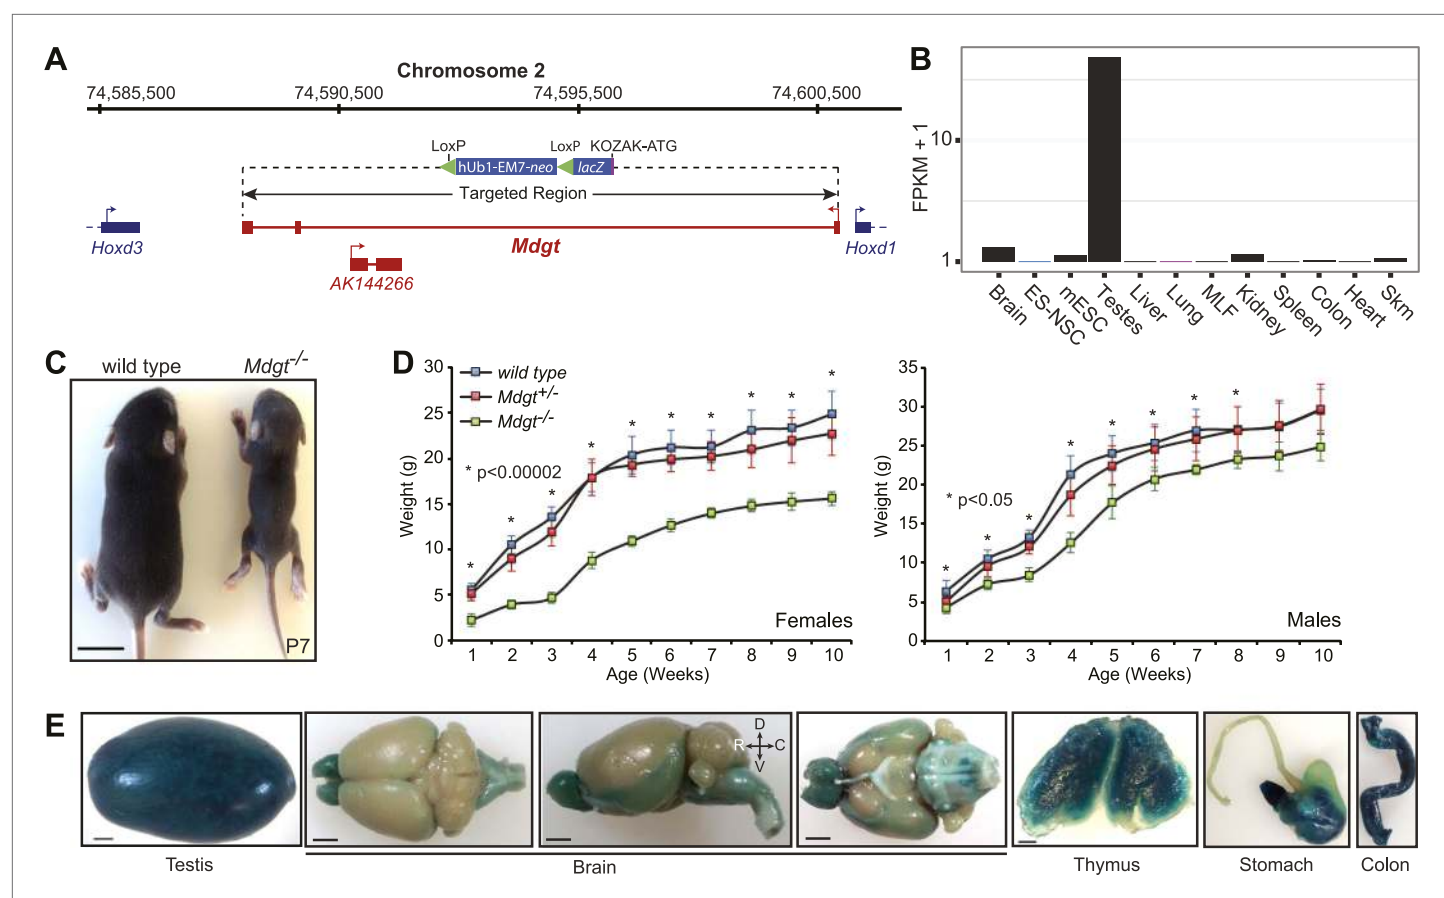 A
Chromosome 2
74,585,500
74,590,500
74,595,500
74,600,500
LoxP
LoxP
KOZAK-ATG
hUb1-EM7-neo
lacZ
Targeted Region
Hoxd3
Mdgt
Hoxd1
AK144266
B
FPKM + 1
10
1
Brain
ES-NSC
mESC
Testes
Liver
Lung
MLF
Kidney
Spleen
Colon
Heart
Skm
C
wild type
Mdgt-/-
P7
D
wild type
Mdgt+/-
Mdgt-/-
* p<0.00002
Weight (g)
30
25
20
15
10
5
0
* * * * * * * * * *
Females
1 2 3 4 5 6 7 8 9 10
Age (Weeks)
Weight (g)
35
30
25
20
15
10
5
0
* p<0.05
* * * * * * * *
Males
1 2 3 4 5 6 7 8 9 10
Age (Weeks)
E
D
R C
V
Testis
Brain
Thymus
Stomach
Colon